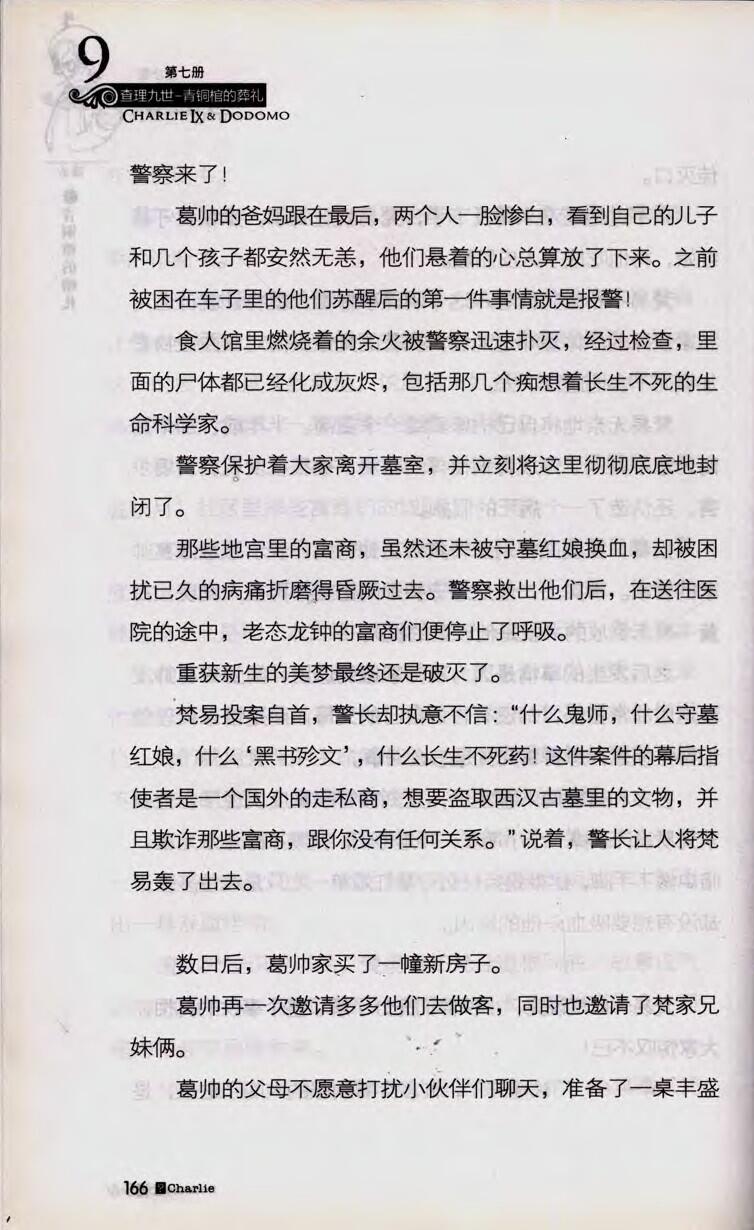 9
第七册
查理九世-青铜棺的葬礼
CHARLIE IX & DODOMO
警察来了！
葛帅的爸妈跟在最后，两个人一脸惨白，看到自己的儿子
和几个孩子都安然无恙，他们悬着的心总算放了下来。之前
被困在车子里的他们苏醒后的第一件事情就是报警！
食人馆里燃烧着的余火被警察迅速扑灭，经过检查，里
面的尸体都已经化成灰烬，包括那几个痴想着长生不死的生
命科学家。
警察保护着大家离开墓室，并立刻将这里彻彻底底地封
闭了。
那些地宫里的富商，虽然还未被守墓红娘换血，却被困
扰已久的病痛折磨得昏厥过去。警察救出他们后，在送往医
院的途中，老态龙钟的富商们便停止了呼吸。
重获新生的美梦最终还是破灭了。
梵易投案自首，警长却执意不信：“什么鬼师，什么守墓
红娘，什么‘黑书殄文’，什么长生不死药！这件案件的幕后指
使者是一个国外的走私商，想要盗取西汉古墓里的文物，并
且欺诈那些富商，跟你没有任何关系。”说着，警长让人将梵
易轰了出去。
数日后，葛帅家买了一幢新房子。
葛帅再一次邀请多多他们去做客，同时也邀请了梵家兄
妹俩。
葛帅的父母不愿意打扰小伙伴们聊天，准备了一桌丰盛
166 Charlie